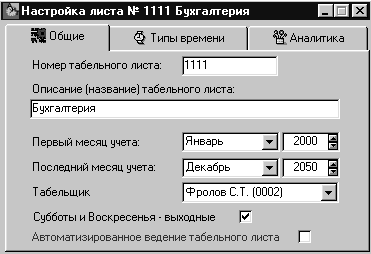 Настройка листа № 1111 Бухгалтерия
Общие
Типы времени
Аналитика
Номер табельного листа:
1111
Описание (название) табельного листа:
Бухгалтерия
Первый месяц учета:
Январь
2000
Последний месяц учета:
Декабрь
2050
Табельщик
Фролов С.Т. (0002)
Субботы и Воскресенья - выходные
Автоматизированное ведение табельного листа